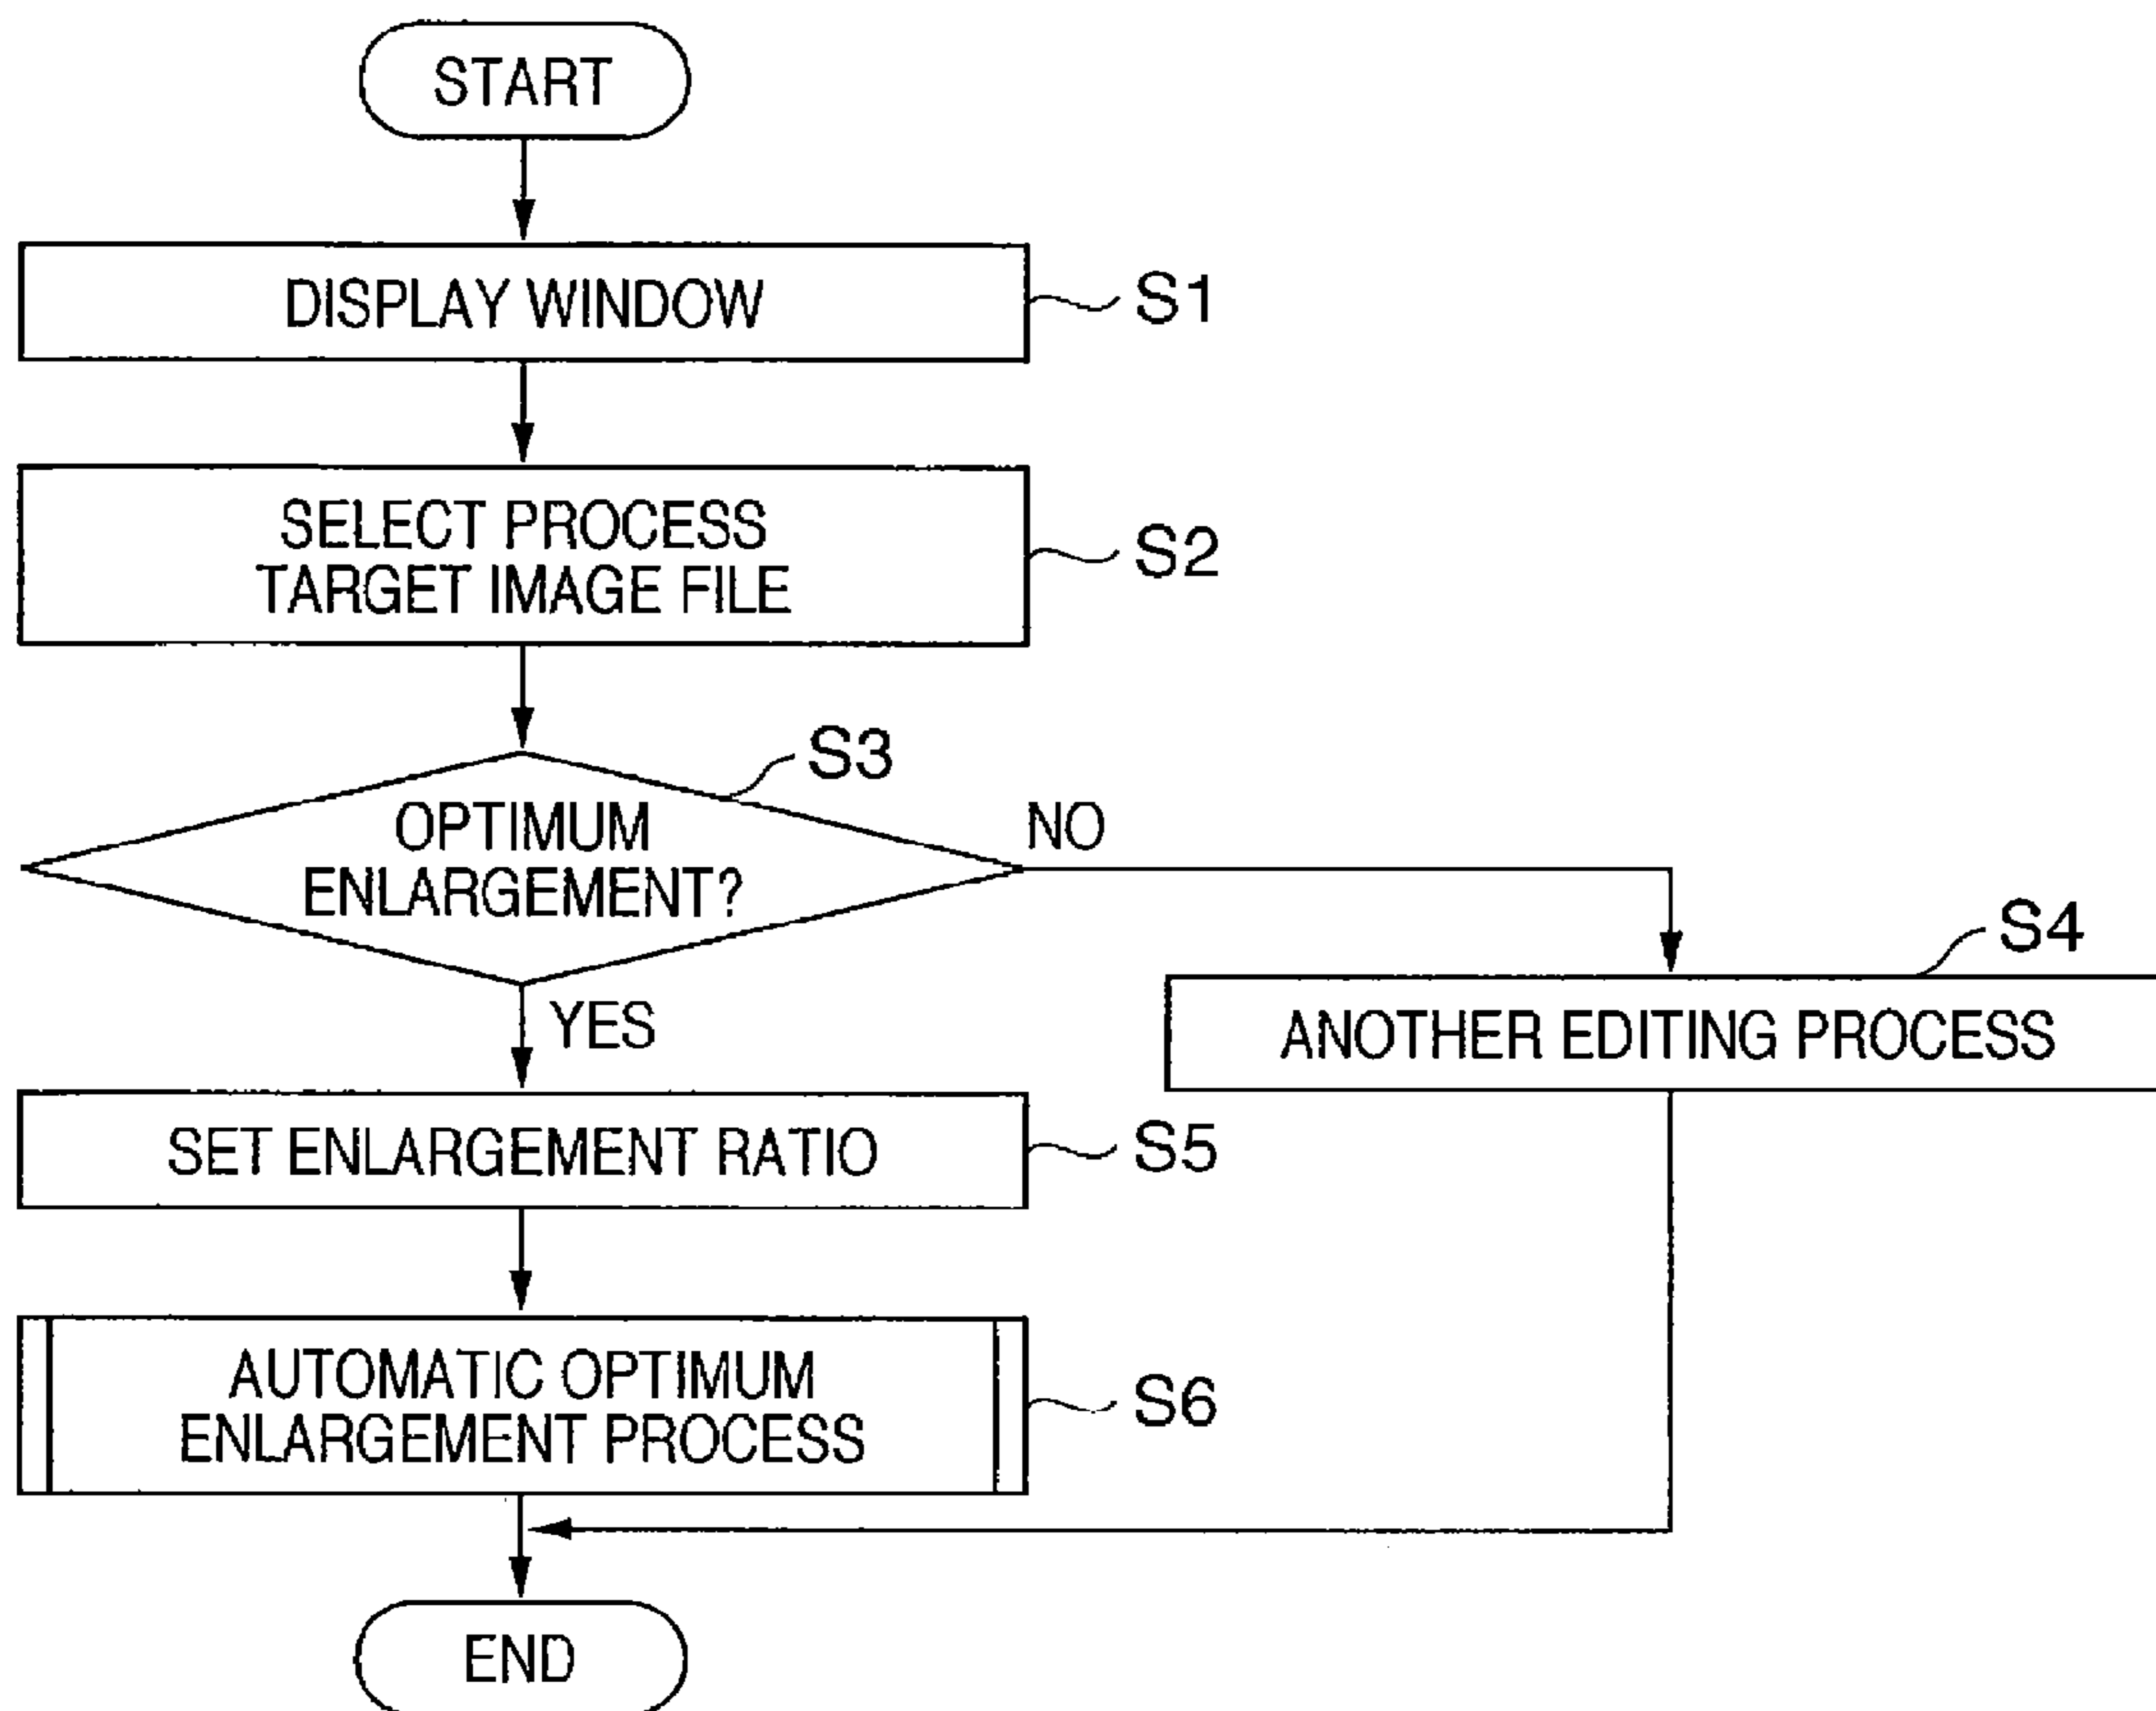 START
DISPLAY WINDOW
S1
SELECT PROCESS
TARGET IMAGE FILE
S2
S3
OPTIMUM
ENLARGEMENT?
NO
YES
S4
ANOTHER EDITING PROCESS
SET ENLARGEMENT RATIO
S5
AUTOMATIC OPTIMUM
ENLARGEMENT PROCESS
S6
END